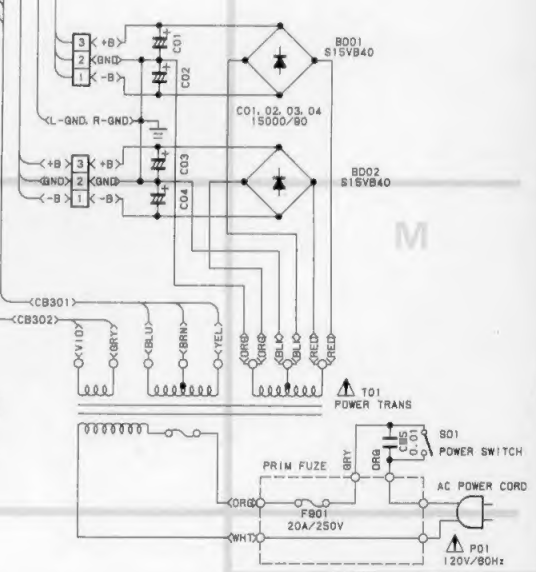 3 <+B>
2 <GND>
1 <-B>
C01
C02
BD01
S15VB40
C01, 02, 03, 04
15000/90
<L-GND, R-GND>
<+B> 3 <+B>
<GND> 2 <GND>
<-B> 1 <-B>
C03
C04
BD02
S15VB40
M
<CB301>
<CB302>
<VIO>
<GRY>
<BLU>
<BRN>
<YEL>
<ORG>
<ORG>
<BLK>
<BLK>
<RED>
<RED>
T01
POWER TRANS
PRIM FUZE
GRY
ORG
0.01
S01
POWER SWITCH
AC POWER CORD
<ORG>
F901
20A/250V
<WHT>
P01
120V/60Hz